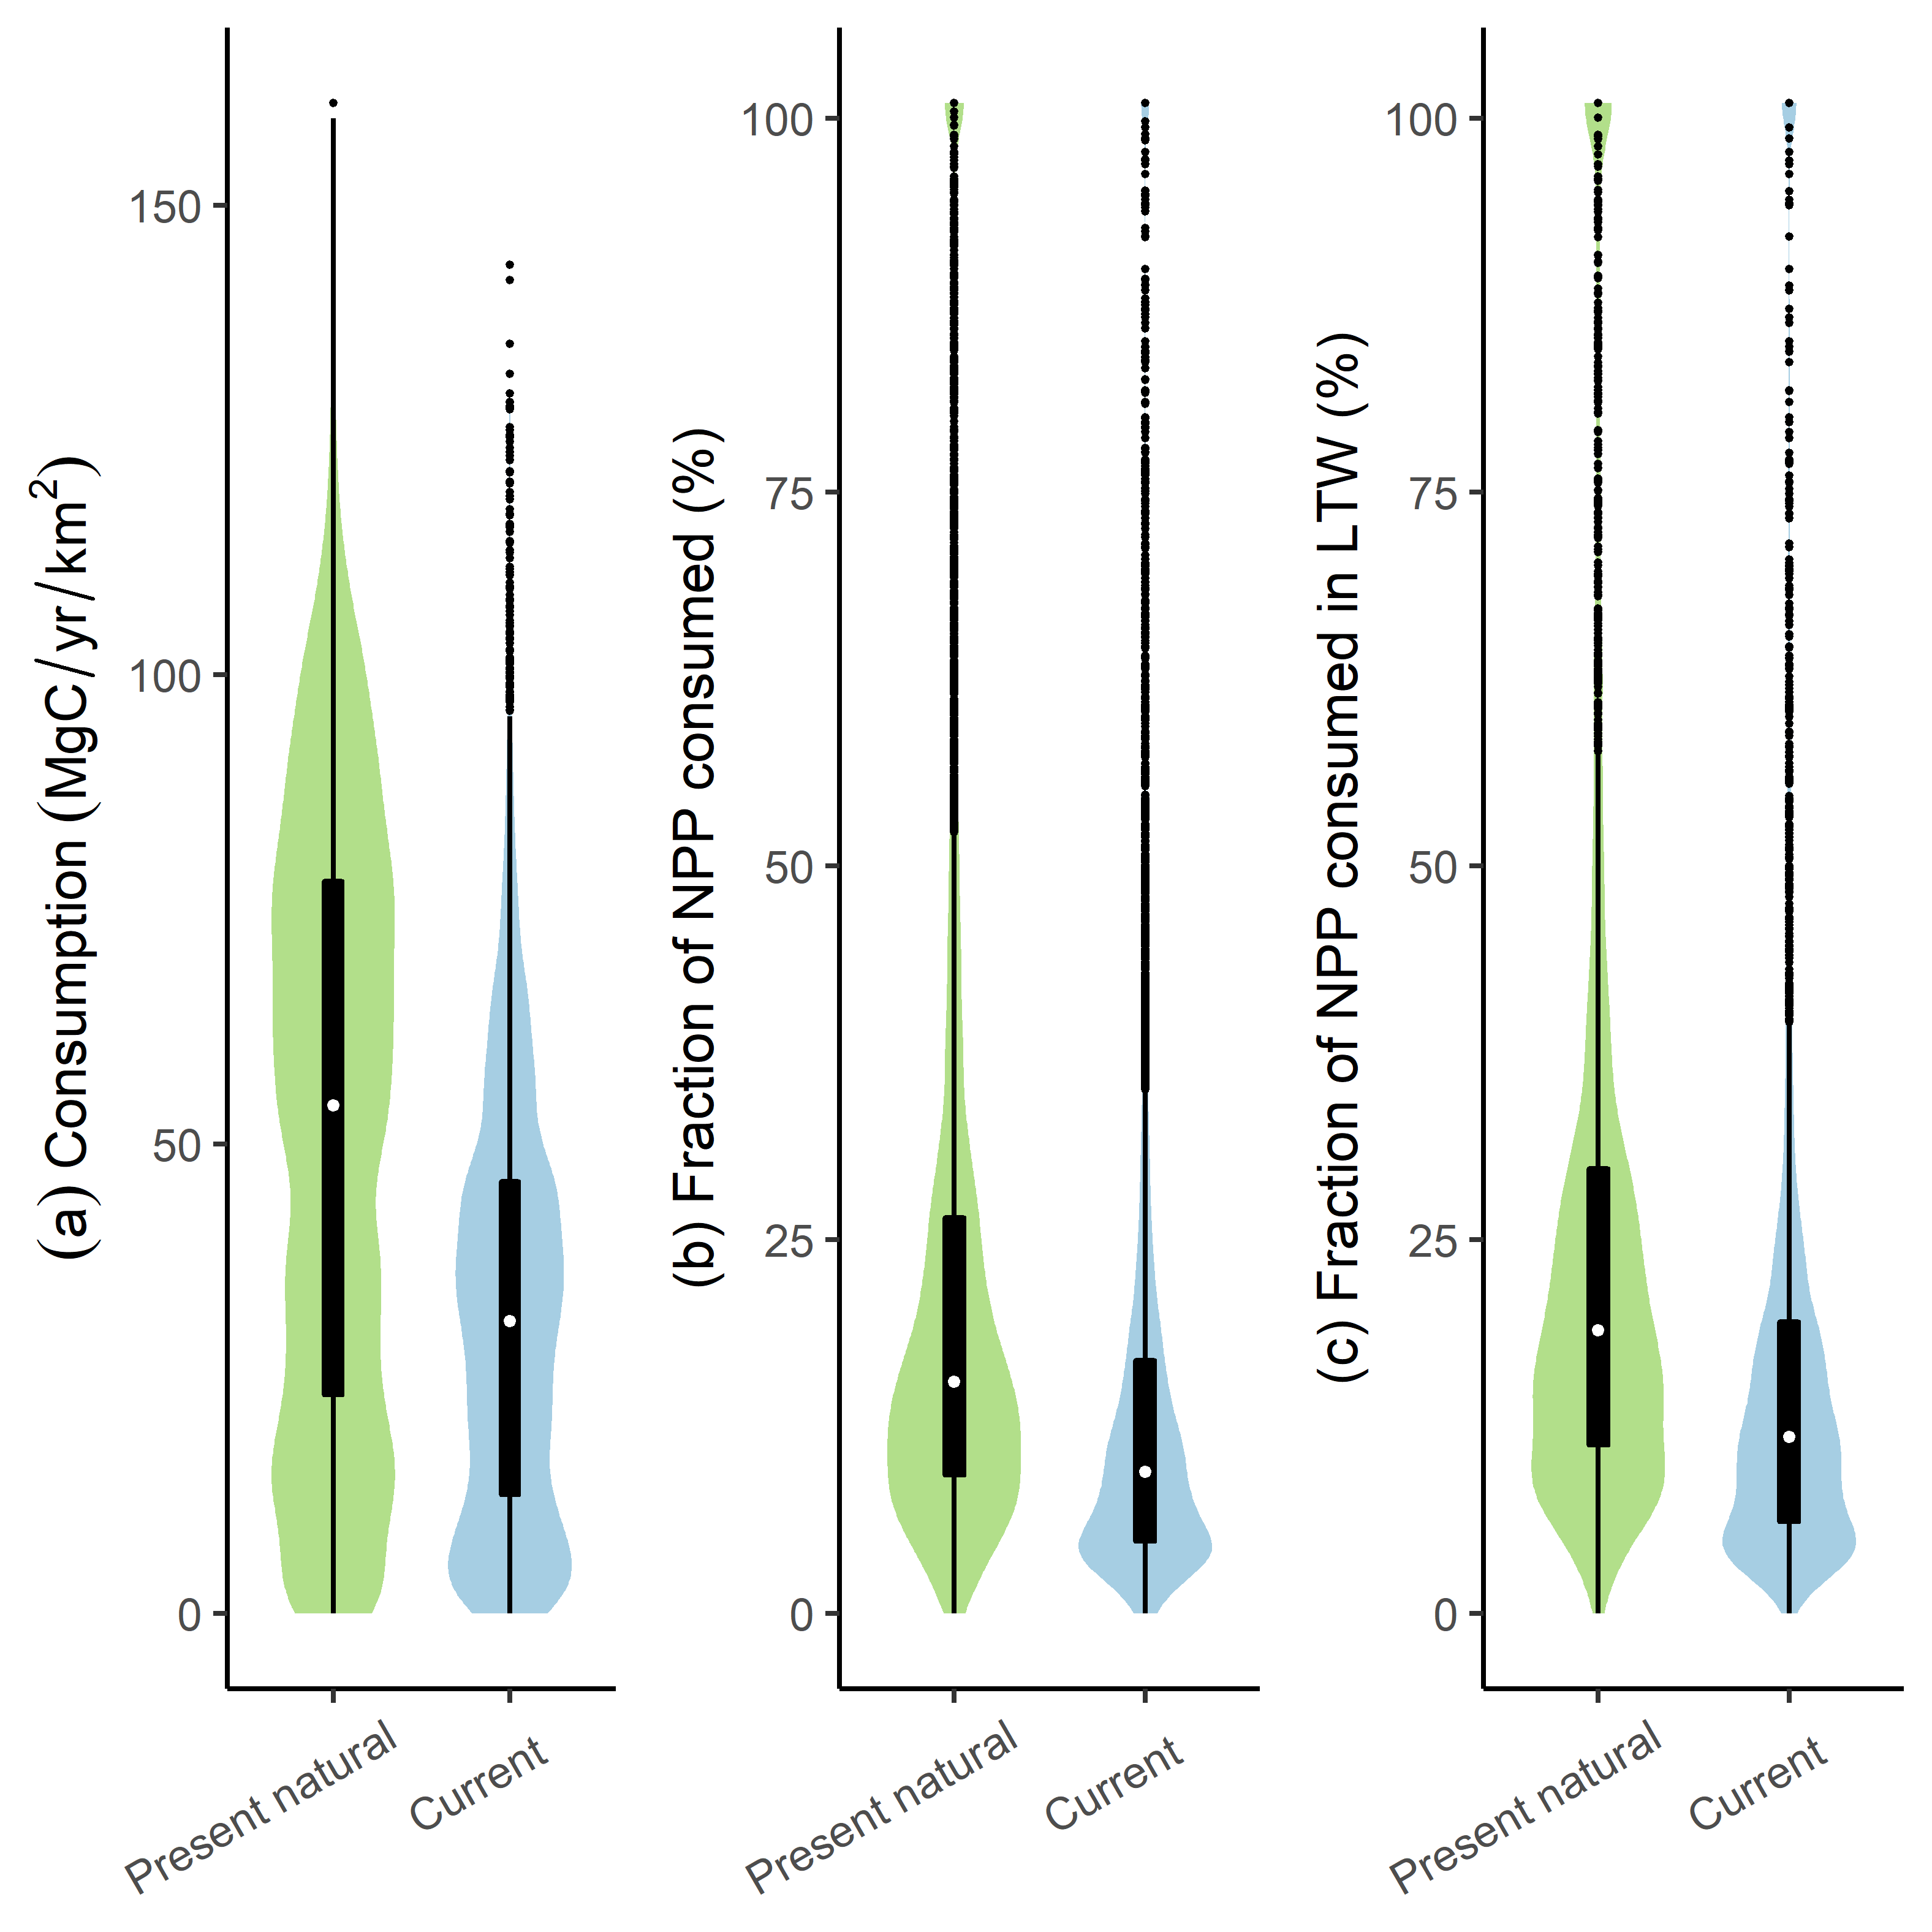 (a) Consumption (MgC/yr/km²)
150
100
50
0
Present natural
Current
(b) Fraction of NPP consumed (%)
100
75
50
25
0
Present natural
Current
(c) Fraction of NPP consumed in LTW (%)
100
75
50
25
0
Present natural
Current